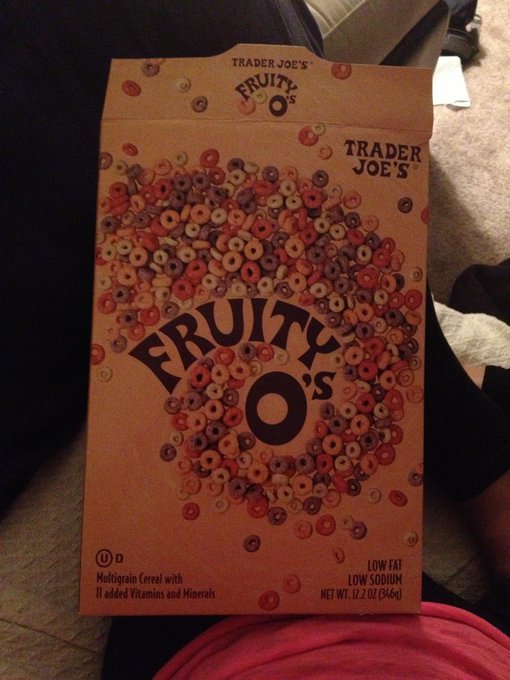 TRADER JOE'S®
FRUITY
O's
TRADER
JOE'S®
FRUITY
O's
U D
Multigrain Cereal with
11 added Vitamins and Minerals
LOW FAT
LOW SODIUM
NET WT. 12.2 OZ (346g)